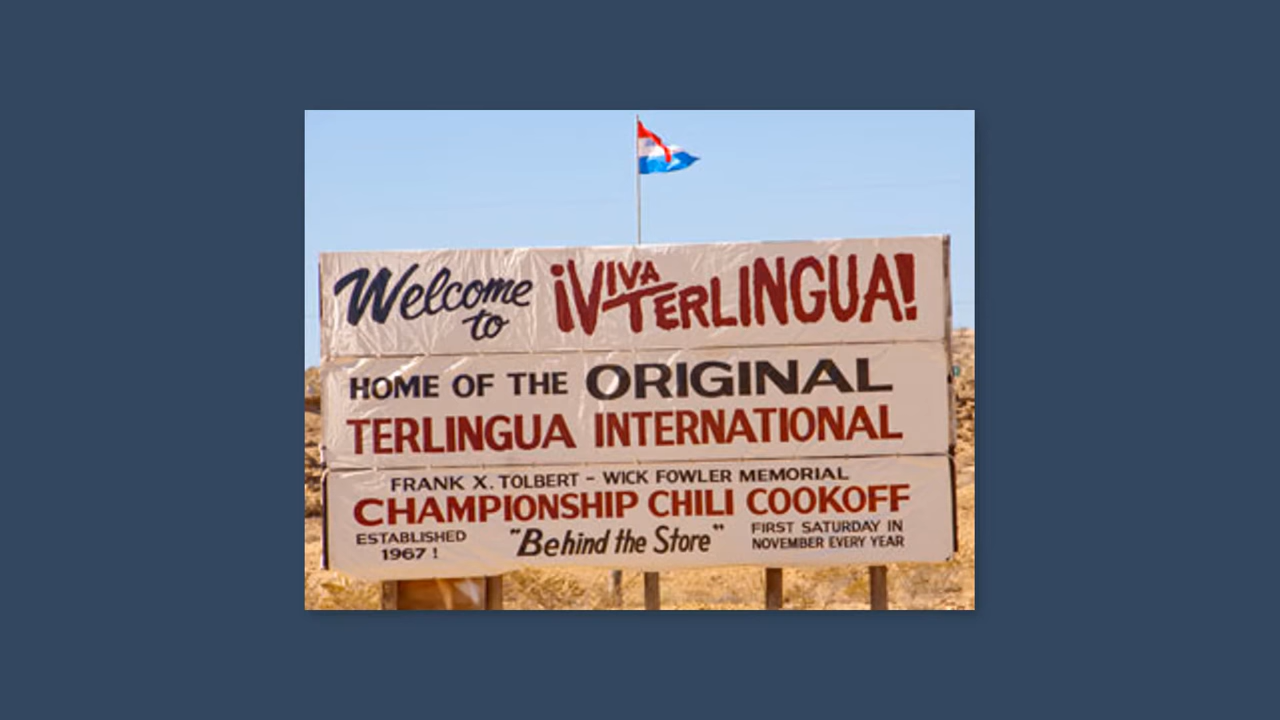 Welcome to ¡VIVA TERLINGUA!
HOME OF THE ORIGINAL
TERLINGUA INTERNATIONAL
FRANK X. TOLBERT - WICK FOWLER MEMORIAL
CHAMPIONSHIP CHILI COOKOFF
ESTABLISHED
1967 !
"Behind the Store"
FIRST SATURDAY IN
NOVEMBER EVERY YEAR